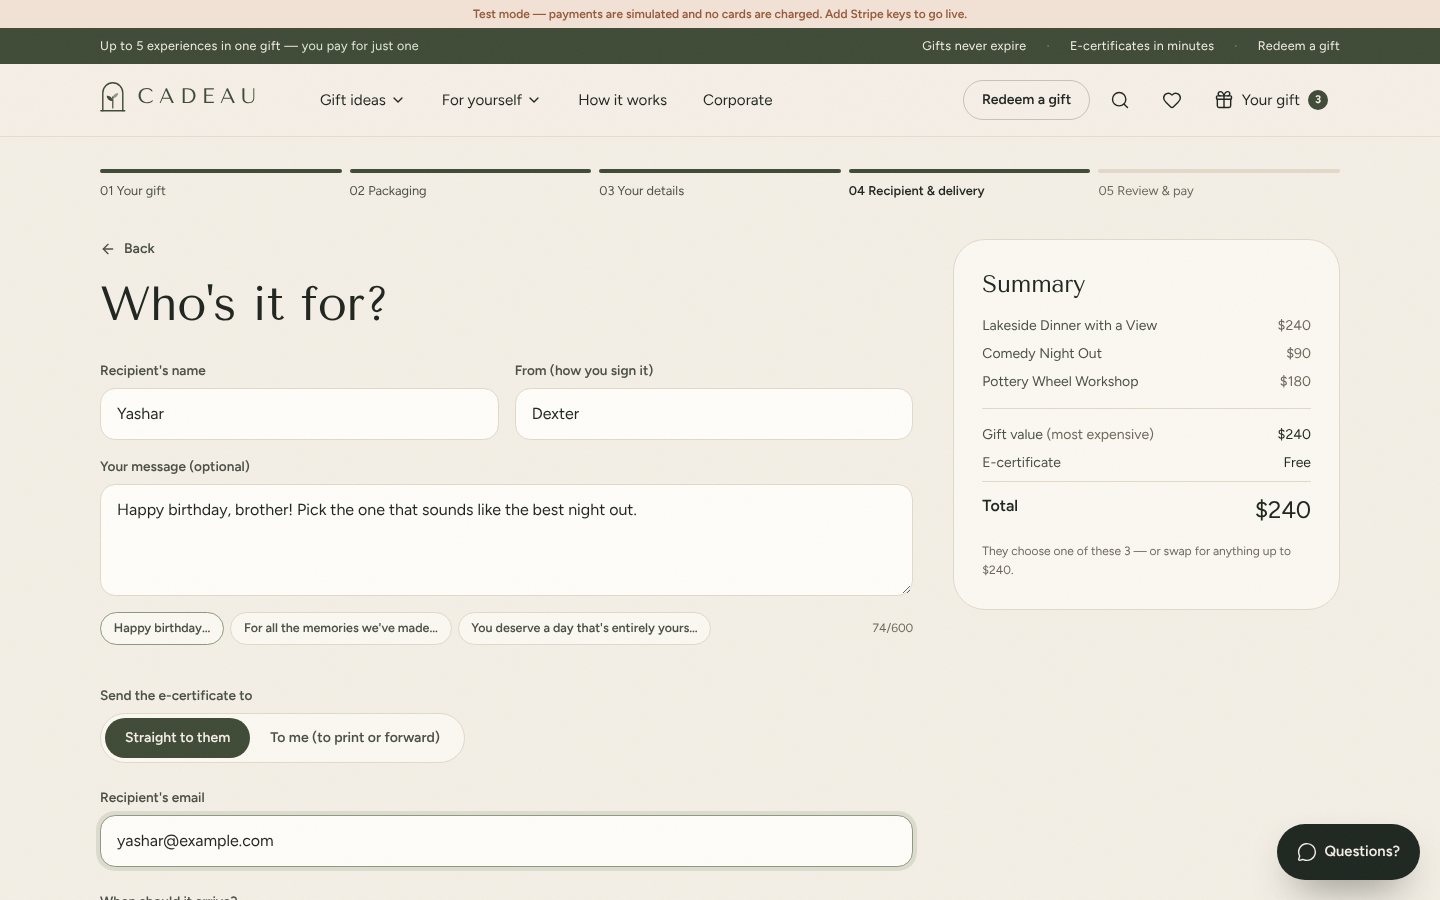 Test mode — payments are simulated and no cards are charged. Add Stripe keys to go live.
Up to 5 experiences in one gift — you pay for just one
Gifts never expire · E-certificates in minutes · Redeem a gift
CADEAU
Gift ideas
For yourself
How it works
Corporate
Redeem a gift
Your gift 3
01 Your gift
02 Packaging
03 Your details
04 Recipient & delivery
05 Review & pay
Back
Who's it for?
Recipient's name
Yashar
From (how you sign it)
Dexter
Your message (optional)
Happy birthday, brother! Pick the one that sounds like the best night out.
Happy birthday...
For all the memories we've made...
You deserve a day that's entirely yours...
74/600
Send the e-certificate to
Straight to them
To me (to print or forward)
Recipient's email
yashar@example.com
When should it arrive?
Summary
Lakeside Dinner with a View $240
Comedy Night Out $90
Pottery Wheel Workshop $180
Gift value (most expensive) $240
E-certificate Free
Total $240
They choose one of these 3 — or swap for anything up to
$240.
Questions?